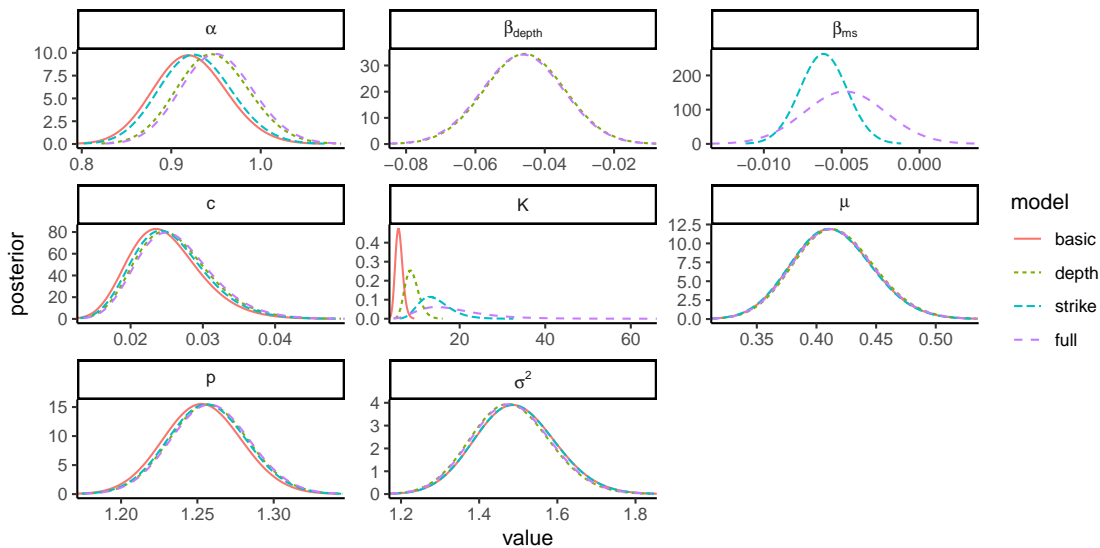 α β_depth β_ms
10.0 7.5 5.0 2.5 0.0
0.8 0.9 1.0
30 20 10 0
−0.08 −0.06 −0.04 −0.02
200 100 0
−0.010 −0.005 0.000
c K μ
80 60 40 20 0
0.02 0.03 0.04
0.4 0.3 0.2 0.1 0.0
20 40 60
12.5 10.0 7.5 5.0 2.5 0.0
0.35 0.40 0.45 0.50
p σ²
15 10 5 0
1.20 1.25 1.30
4 3 2 1 0
1.2 1.4 1.6 1.8
posterior
value
model
basic
depth
strike
full